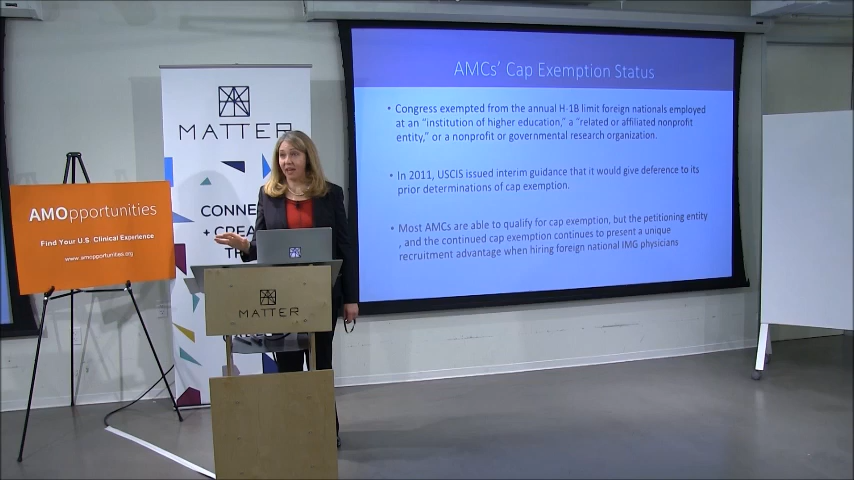 AMCs' Cap Exemption Status
• Congress exempted from the annual H-1B limit foreign nationals employed
at an "institution of higher education," a "related or affiliated nonprofit
entity," or a nonprofit or governmental research organization.
• In 2011, USCIS issued interim guidance that it would give deference to its
prior determinations of cap exemption.
• Most AMCs are able to qualify for cap exemption, but the petitioning entity
, and the continued cap exemption continues to present a unique
recruitment advantage when hiring foreign national IMG physicians
MATTER
CONNE
+ CREA
AMOpportunities
Find Your U.S. Clinical Experience
www.amopportunities.org
MATTER